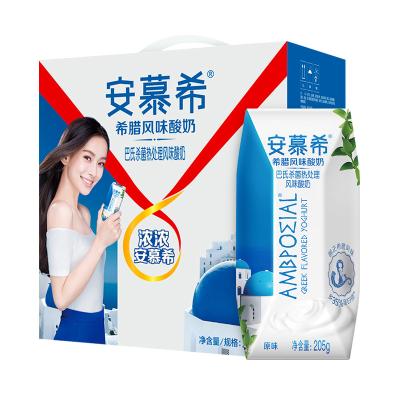 安慕希®
希腊风味酸奶
巴氏杀菌热处理风味酸奶
浓浓
安慕希
净含量/规格:
安慕希®
希腊风味酸奶
巴氏杀菌热处理
风味酸奶
AMBPOΣIAL®
GREEK FLAVORED YOGHURT
原味
净含量:205g